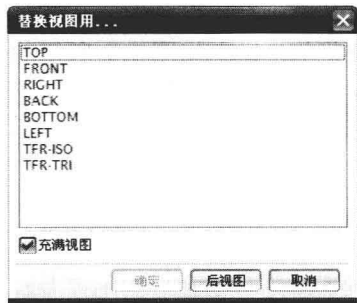 替换视图用...
TOP
FRONT
RIGHT
BACK
BOTTOM
LEFT
TFR-ISO
TFR-TRI
充满视图
确定
后视图
取消